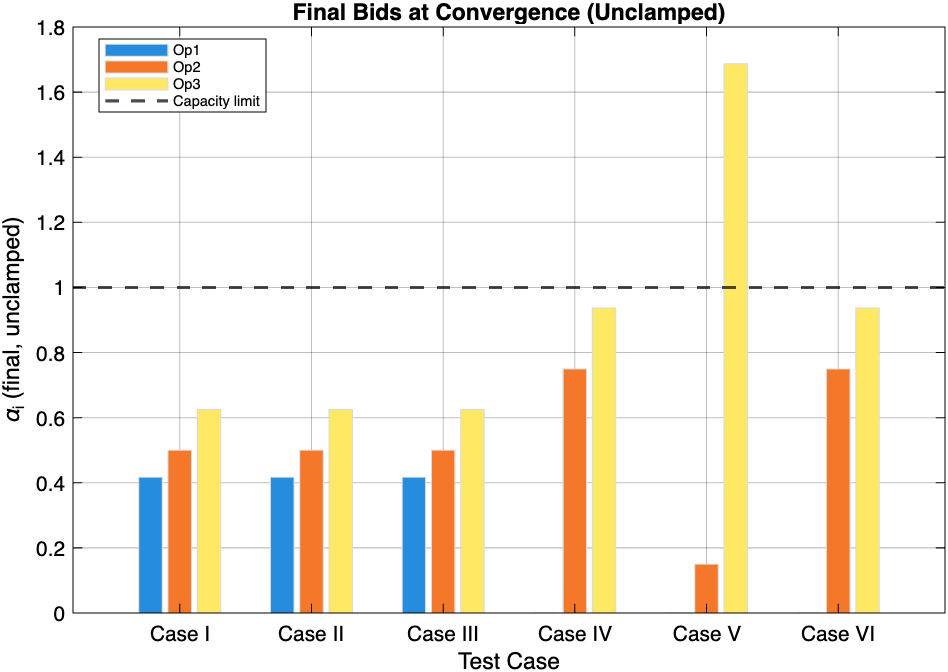 Final Bids at Convergence (Unclamped)
1.8
Op1
Op2
Op3
Capacity limit
1.6
1.4
1.2
1
0.8
0.6
0.4
0.2
0
αi (final, unclamped)
Case I
Case II
Case III
Case IV
Case V
Case VI
Test Case